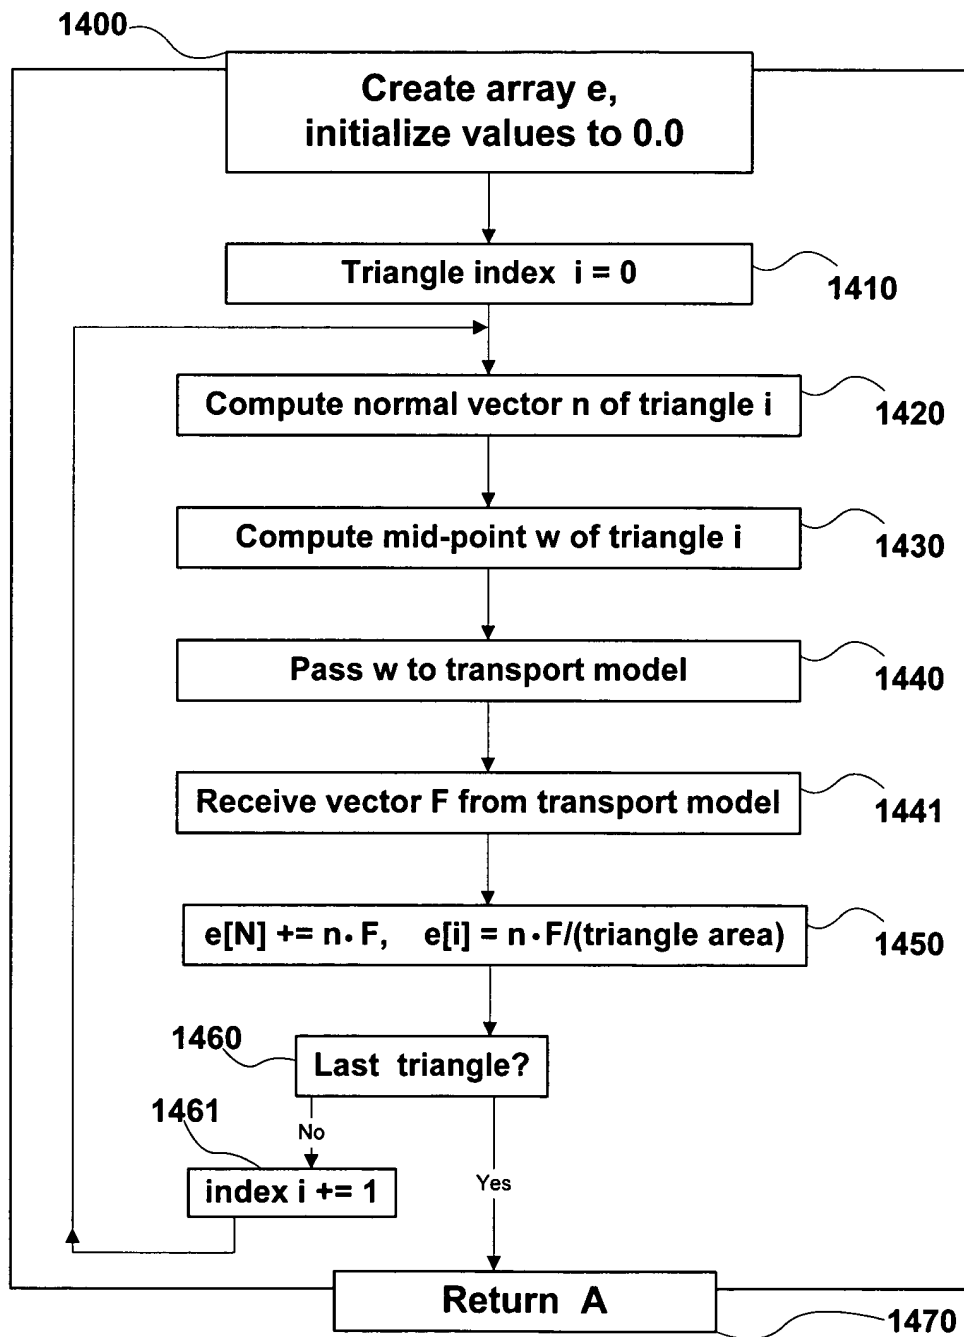 1400
Create array e,
initialize values to 0.0
Triangle index i = 0
1410
Compute normal vector n of triangle i
1420
Compute mid-point w of triangle i
1430
Pass w to transport model
1440
Receive vector F from transport model
1441
e[N] += n·F, e[i] = n·F/(triangle area)
1450
1460
Last triangle?
1461
No
index i += 1
Yes
Return A
1470